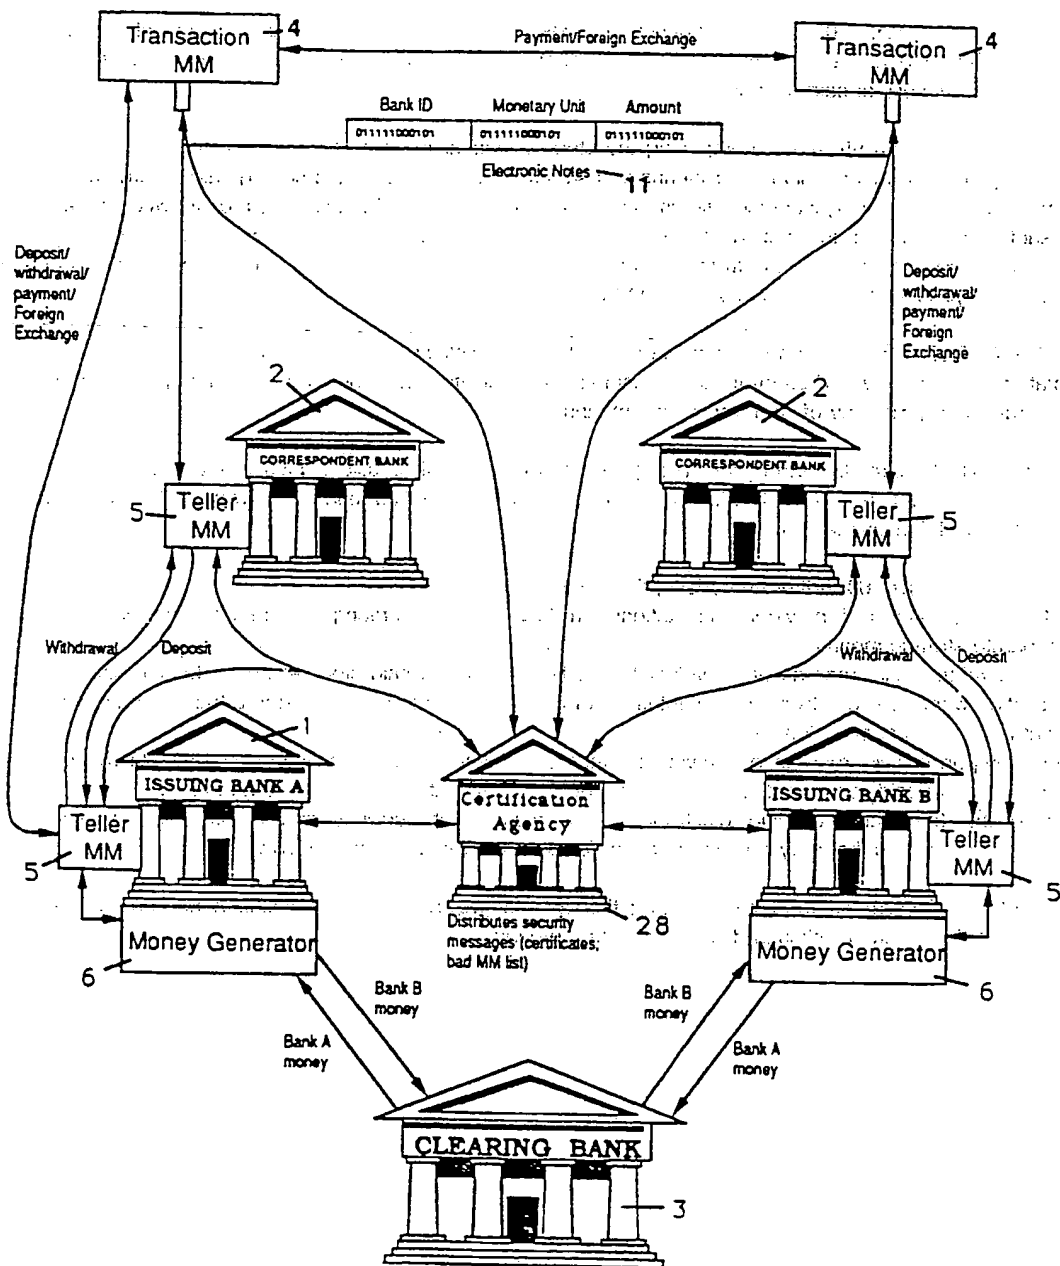 Transaction
MM
4
Payment/Foreign Exchange
Transaction
MM
4
Bank ID
Monetary Unit
Amount
011111000101
011111000101
011111000101
Electronic Notes
11
Deposit/
withdrawal/
payment/
Foreign
Exchange
Deposit/
withdrawal/
payment/
Foreign
Exchange
2
CORRESPONDENT BANK
2
CORRESPONDENT BANK
5
Teller
MM
Teller
MM
5
Withdrawal
Deposit
Withdrawal
Deposit
1
ISSUING BANK A
Certification
Agency
ISSUING BANK B
Teller
MM
5
Teller
MM
5
Distributes security
messages (certificates;
bad MM list)
28
Money Generator
6
Money Generator
6
Bank B
money
Bank A
money
Bank B
money
Bank A
money
CLEARING BANK
3